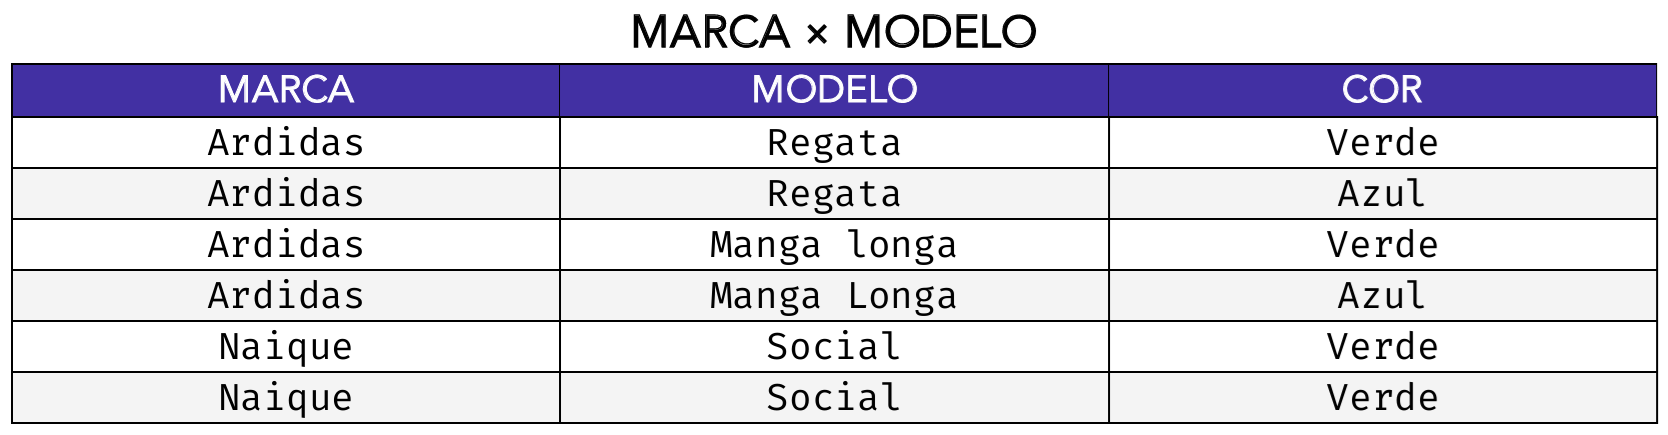 MARCA × MODELO
MARCA MODELO COR
Ardidas Regata Verde
Ardidas Regata Azul
Ardidas Manga longa Verde
Ardidas Manga Longa Azul
Naique Social Verde
Naique Social Verde